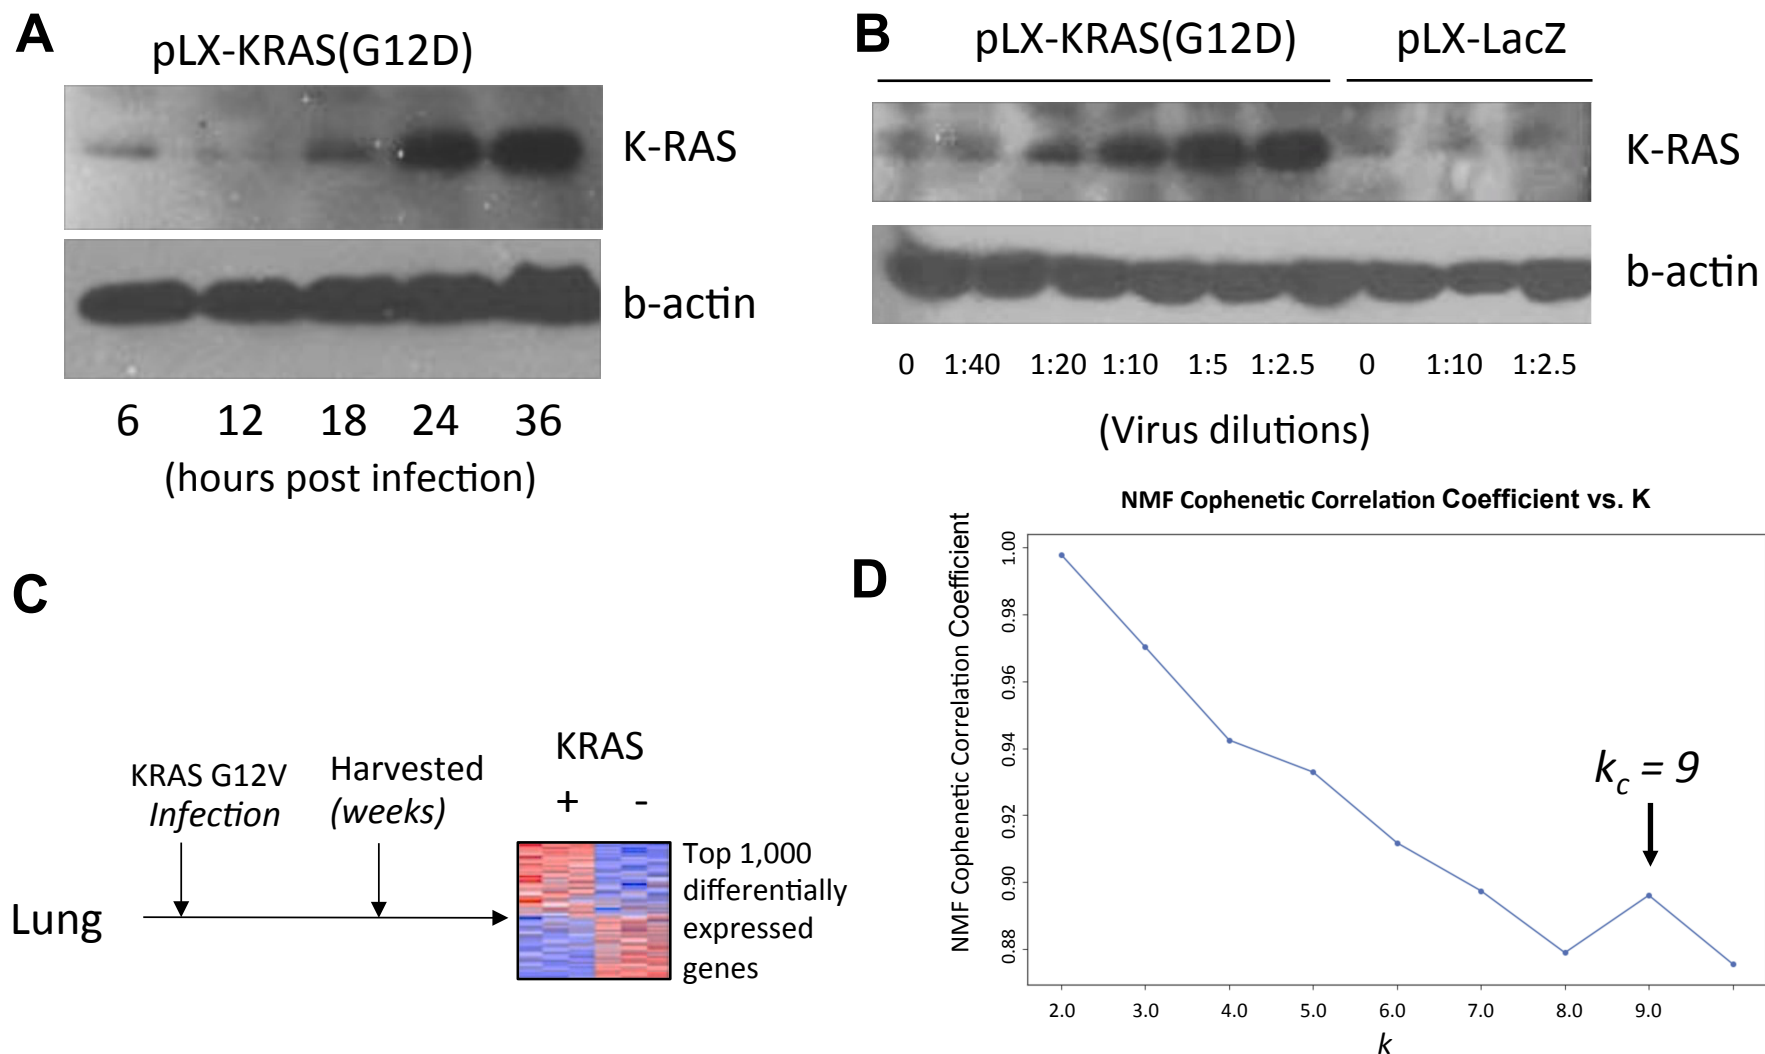 A
pLX-KRAS(G12D)
K-RAS
b-actin
6 12 18 24 36
(hours post infection)
B
pLX-KRAS(G12D) pLX-LacZ
K-RAS
b-actin
0 1:40 1:20 1:10 1:5 1:2.5 0 1:10 1:2.5
(Virus dilutions)
C
KRAS G12V
Infection
Harvested
(weeks)
KRAS
+ -
Lung
Top 1,000
differentially
expressed
genes
D
NMF Cophenetic Correlation Coefficient vs. K
NMF Cophenetic Correlation Coefficient
1.00
0.98
0.96
0.94
0.92
0.90
0.88
kc = 9
2.0 3.0 4.0 5.0 6.0 7.0 8.0 9.0
k